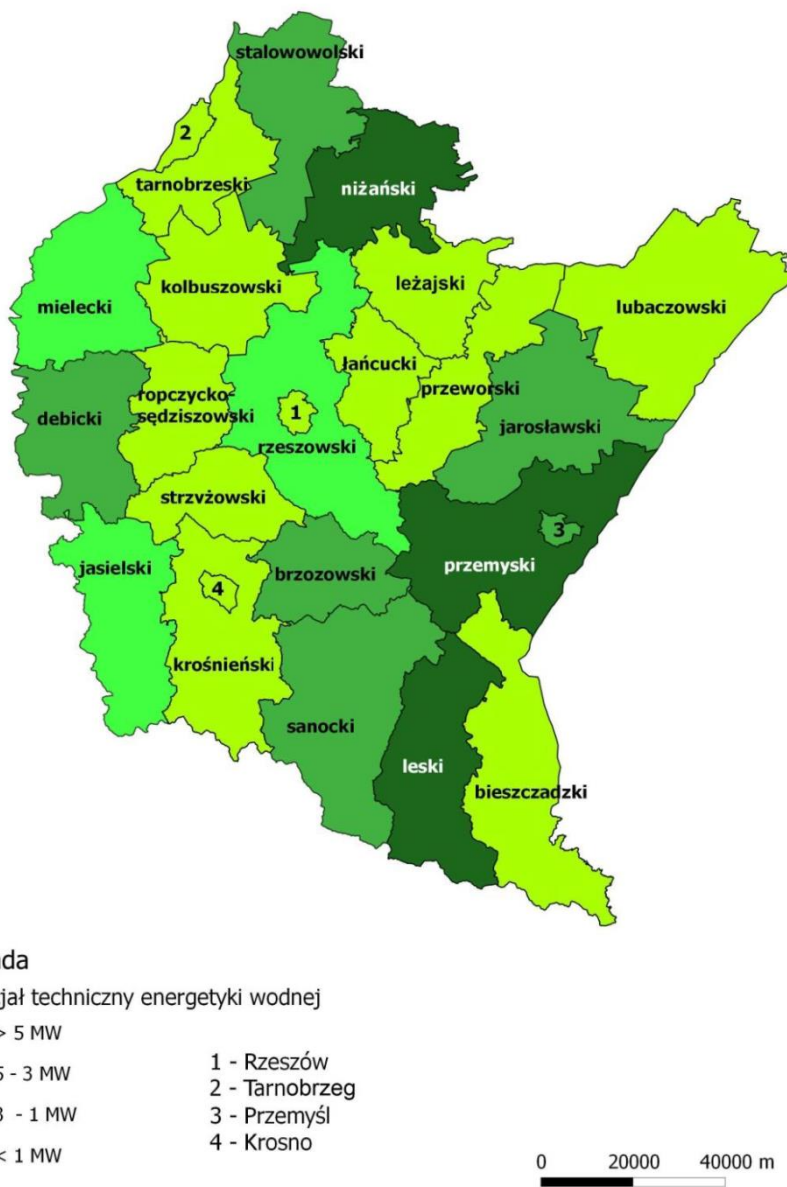 stalowowolski
2
tarnobrzeski
niżański
mielecki
kolbuszowski
leżajski
lubaczowski
łańcucki
ropczycko-
sędziszowski
przeworski
debicki
1
rzeszowski
jarosławski
strzyżowski
3
jasielski
4
brzozowski
przemyski
krośnieński
sanocki
leski
bieszczadzki
nda
cjał techniczny energetyki wodnej
> 5 MW
5 - 3 MW
3 - 1 MW
< 1 MW
1 - Rzeszów
2 - Tarnobrzeg
3 - Przemyśl
4 - Krosno
0 20000 40000 m